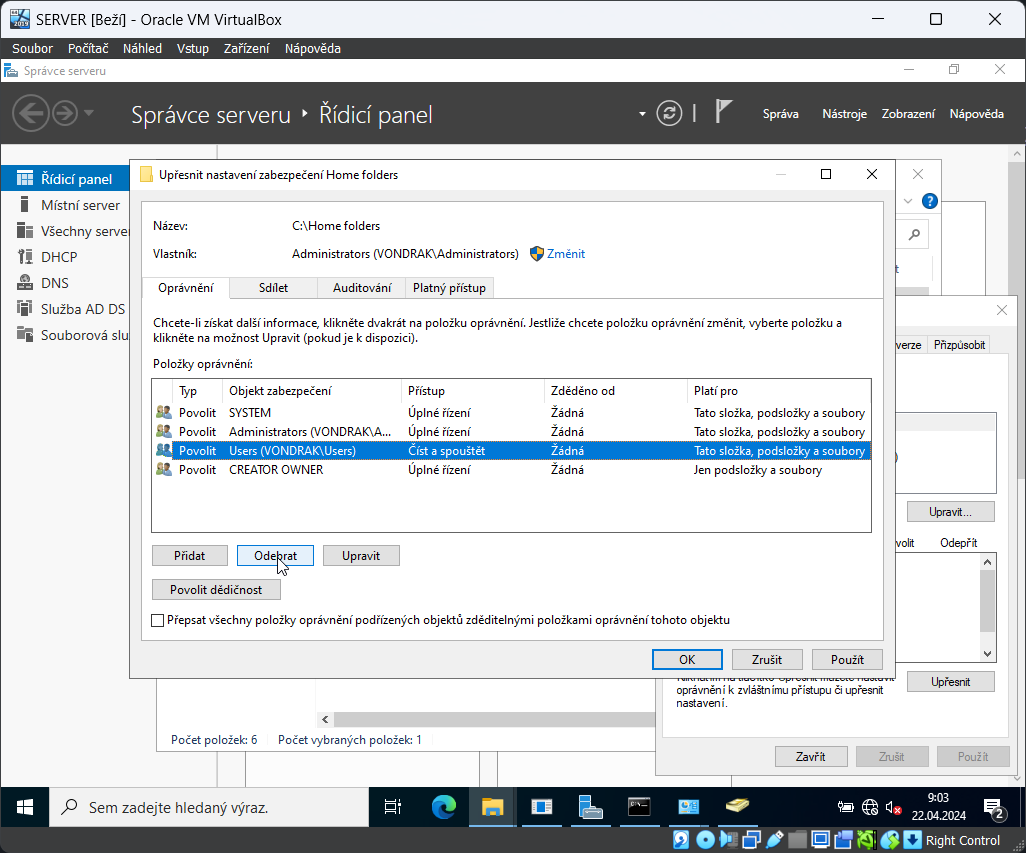 SERVER [Beží] - Oracle VM VirtualBox
Soubor Počítač Náhled Vstup Zařízení Nápověda
Správce serveru
Správce serveru ‣ Řídicí panel
Správa Nástroje Zobrazení Nápověda
Řídicí panel
Místní server
Všechny serve
DHCP
DNS
Služba AD DS
Souborová slu
Upřesnit nastavení zabezpečení Home folders
Název: C:\Home folders
Vlastník: Administrators (VONDRAK\Administrators) Změnit
Oprávnění Sdílet Auditování Platný přístup
Chcete-li získat další informace, klikněte dvakrát na položku oprávnění. Jestliže chcete položku oprávnění změnit, vyberte položku a
klikněte na možnost Upravit (pokud je k dispozici).
Položky oprávnění:
Typ Objekt zabezpečení Přístup Zděděno od Platí pro
Povolit SYSTEM Úplné řízení Žádná Tato složka, podsložky a soubory
Povolit Administrators (VONDRAK\A... Úplné řízení Žádná Tato složka, podsložky a soubory
Povolit Users (VONDRAK\Users) Číst a spouštět Žádná Tato složka, podsložky a soubory
Povolit CREATOR OWNER Úplné řízení Žádná Jen podsložky a soubory
Přidat Odebrat Upravit
Povolit dědičnost
Přepsat všechny položky oprávnění podřízených objektů zděditelnými položkami oprávnění tohoto objektu
OK Zrušit Použít
?
t
verze Přizpůsobit
Upravit...
volit Odepřít
Upřesnit
oprávnění k zvláštnímu přístupu či upřesnit
nastavení.
Zavřít Zrušit Použít
Počet položek: 6 Počet vybraných položek: 1
Sem zadejte hledaný výraz.
9:03
22.04.2024
2
Right Control